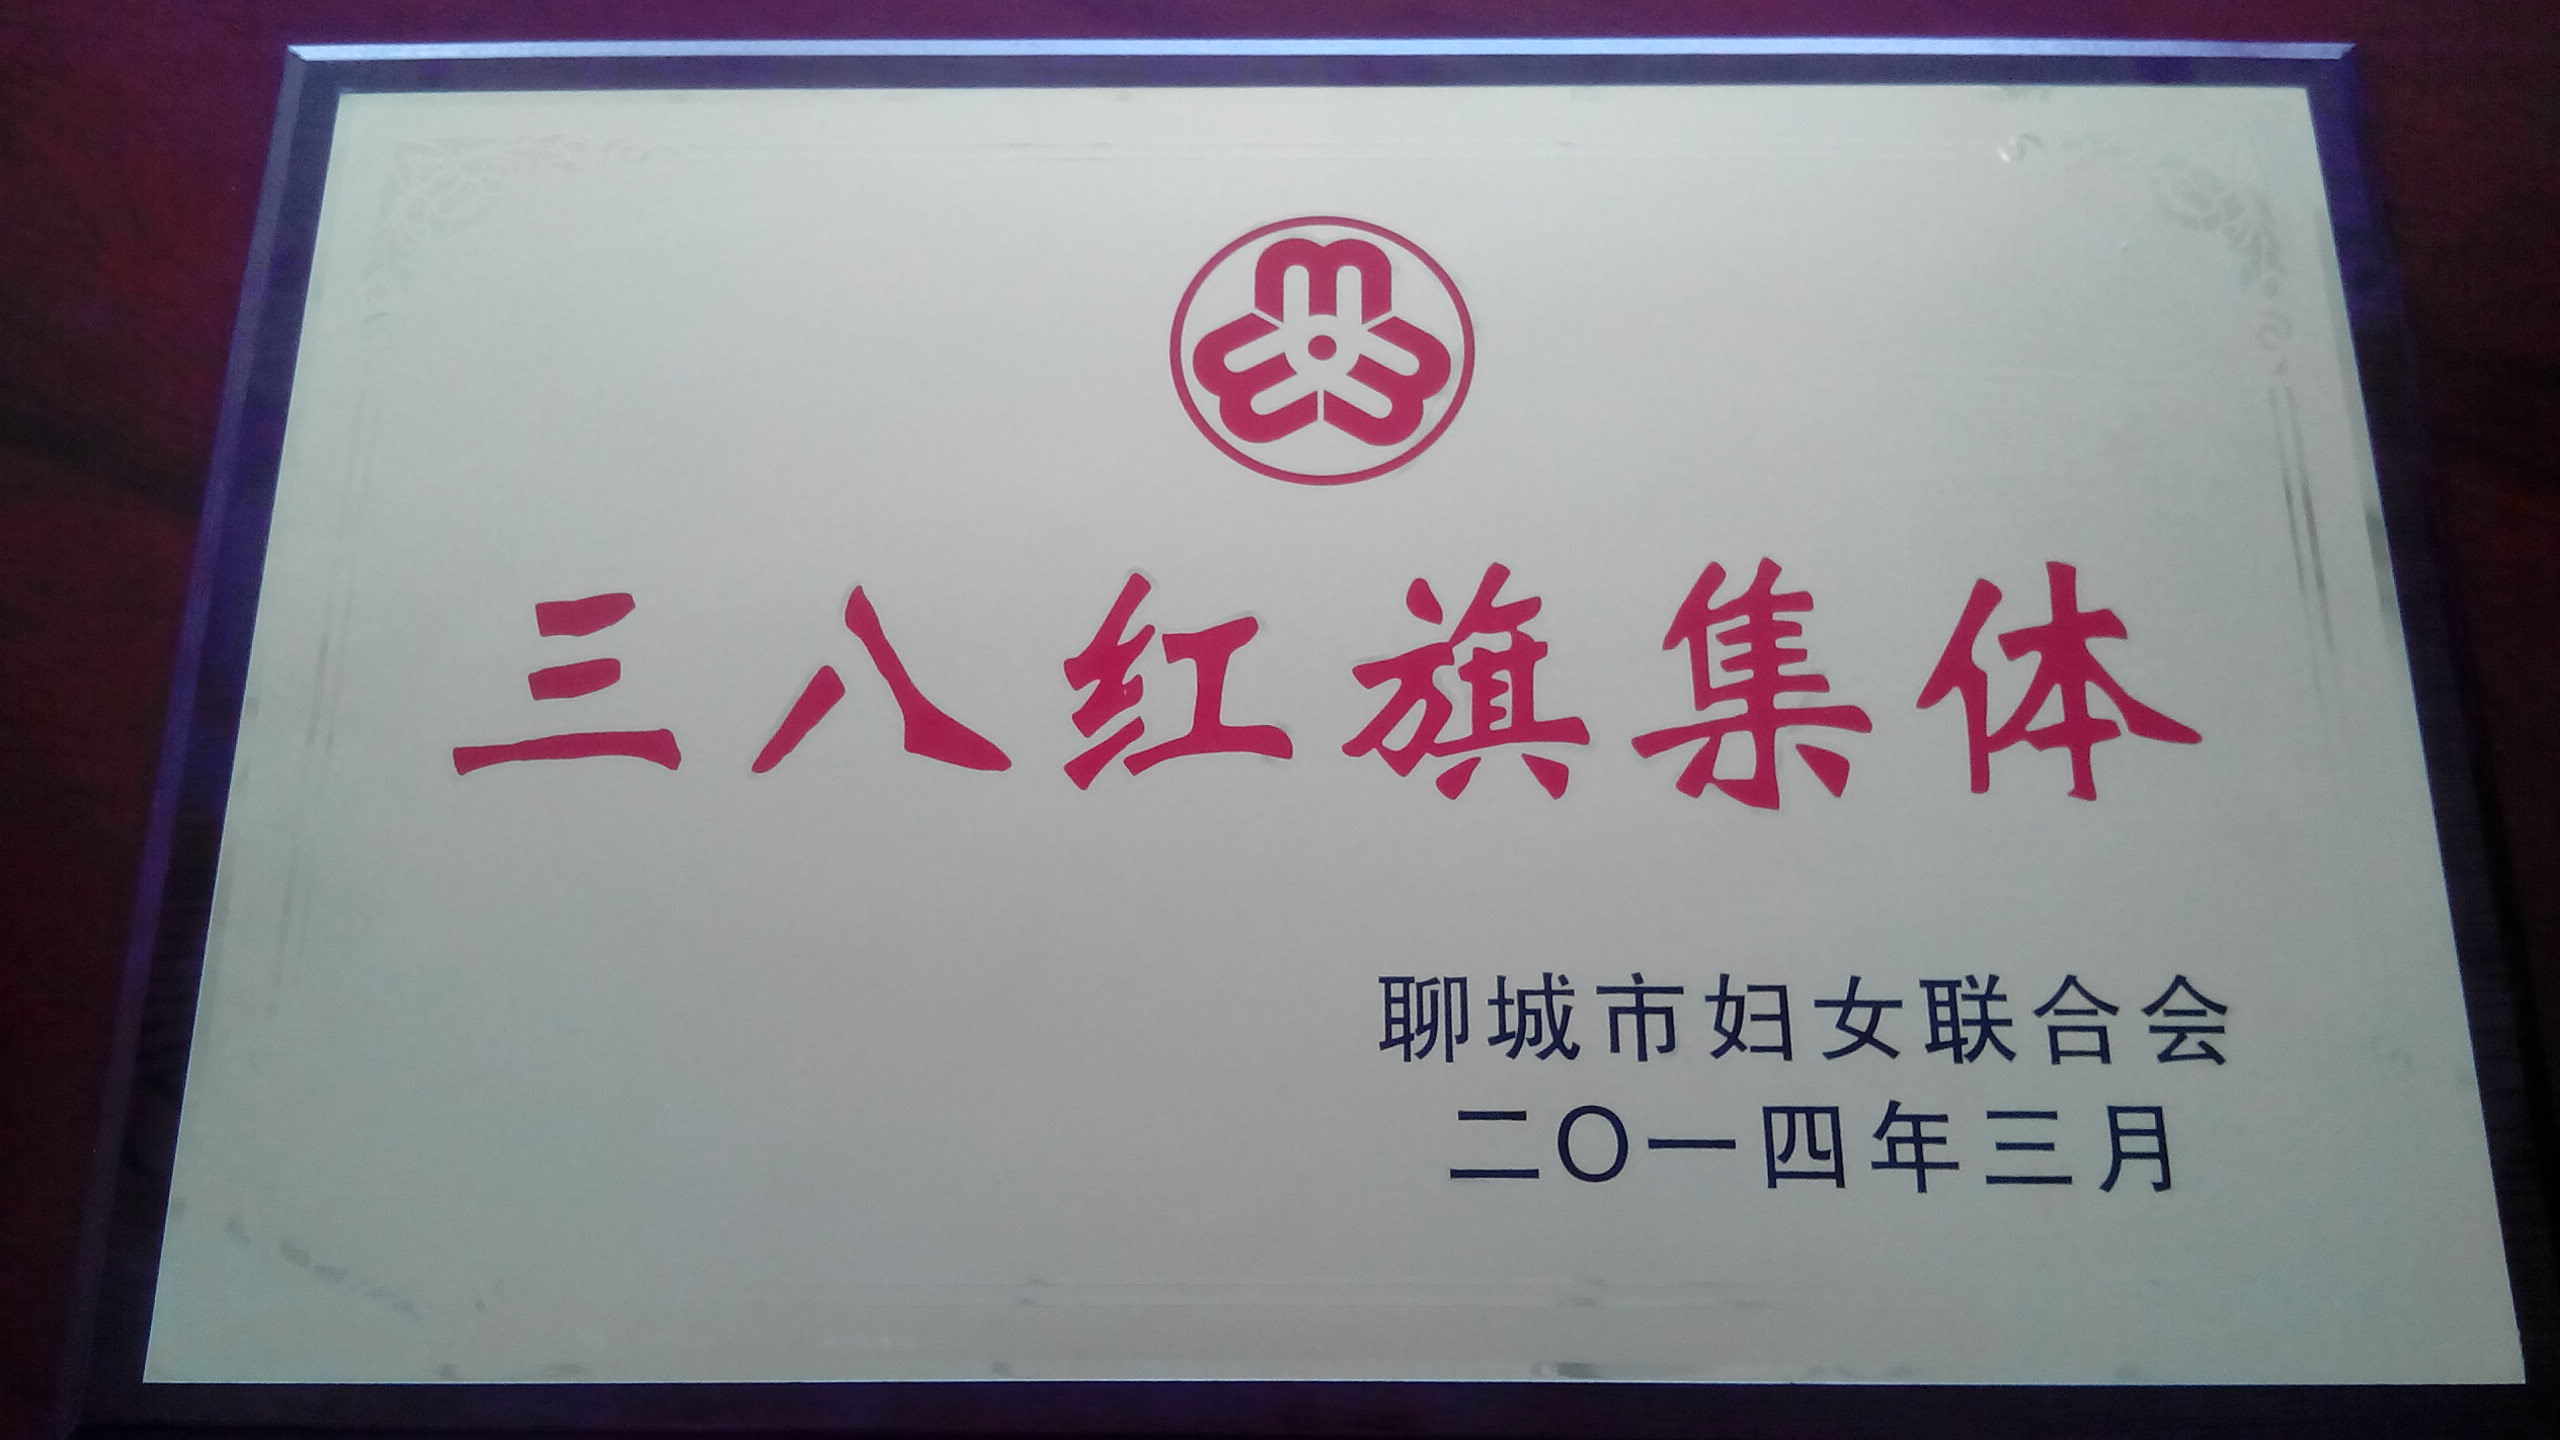 三八红旗集体
聊城市妇女联合会
二〇一四年三月